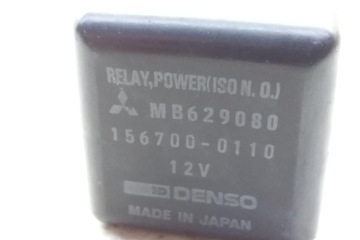 RELAY,POWER(ISO N.O.)
MB629080
156700-0110
12V
DENSO
MADE IN JAPAN